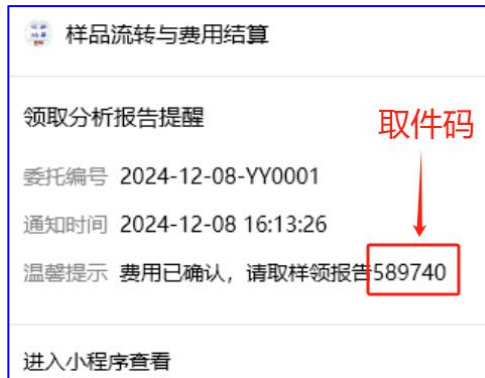 样品流转与费用结算
领取分析报告提醒
取件码
委托编号 2024-12-08-YY0001
通知时间 2024-12-08 16:13:26
温馨提示 费用已确认，请取样领报告589740
进入小程序查看